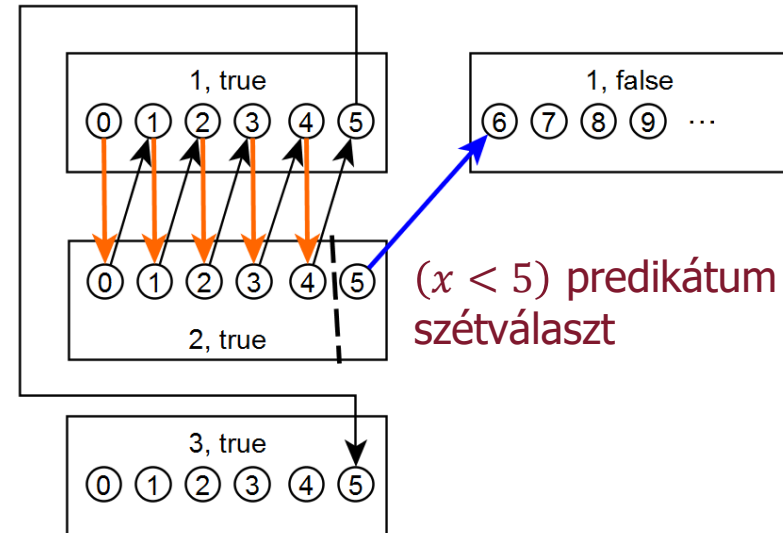 1, true
0 1 2 3 4 5
1, false
6 7 8 9 ...
0 1 2 3 4 5
2, true
(x < 5) predikátum
szétválaszt
3, true
0 1 2 3 4 5